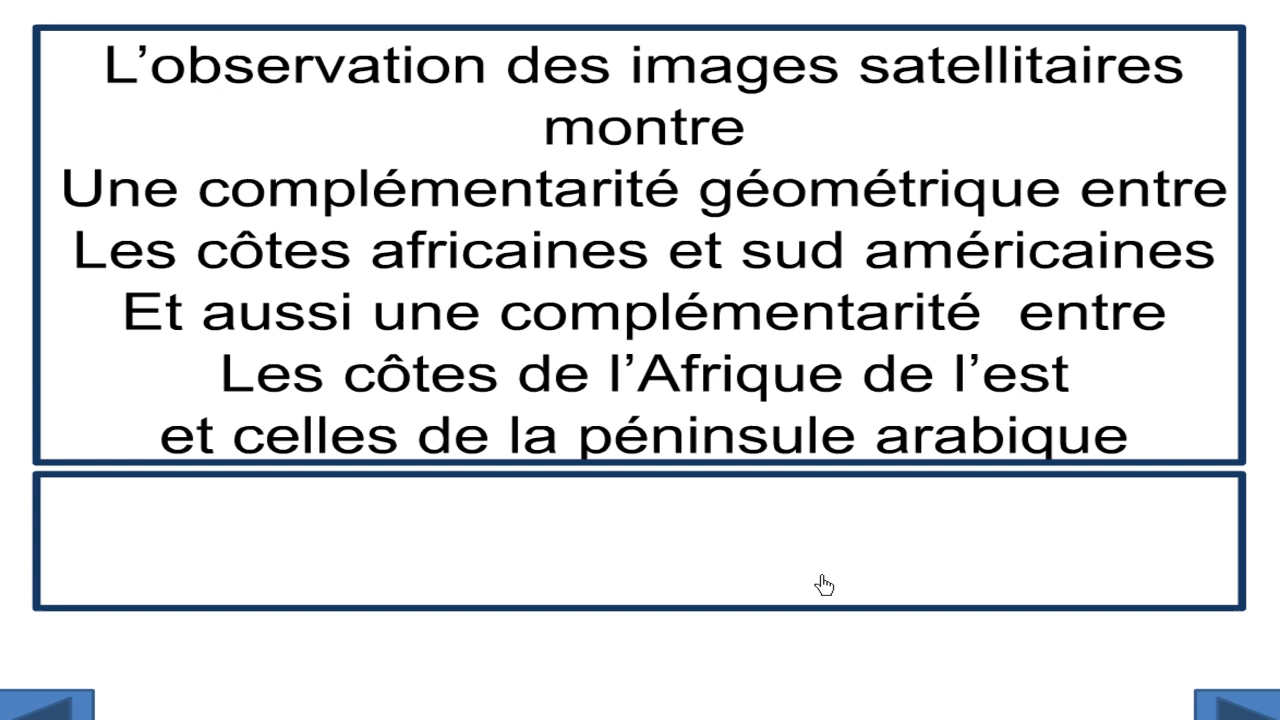 L’observation des images satellitaires
montre
Une complémentarité géométrique entre
Les côtes africaines et sud américaines
Et aussi une complémentarité  entre
Les côtes de l’Afrique de l’est
et celles de la péninsule arabique